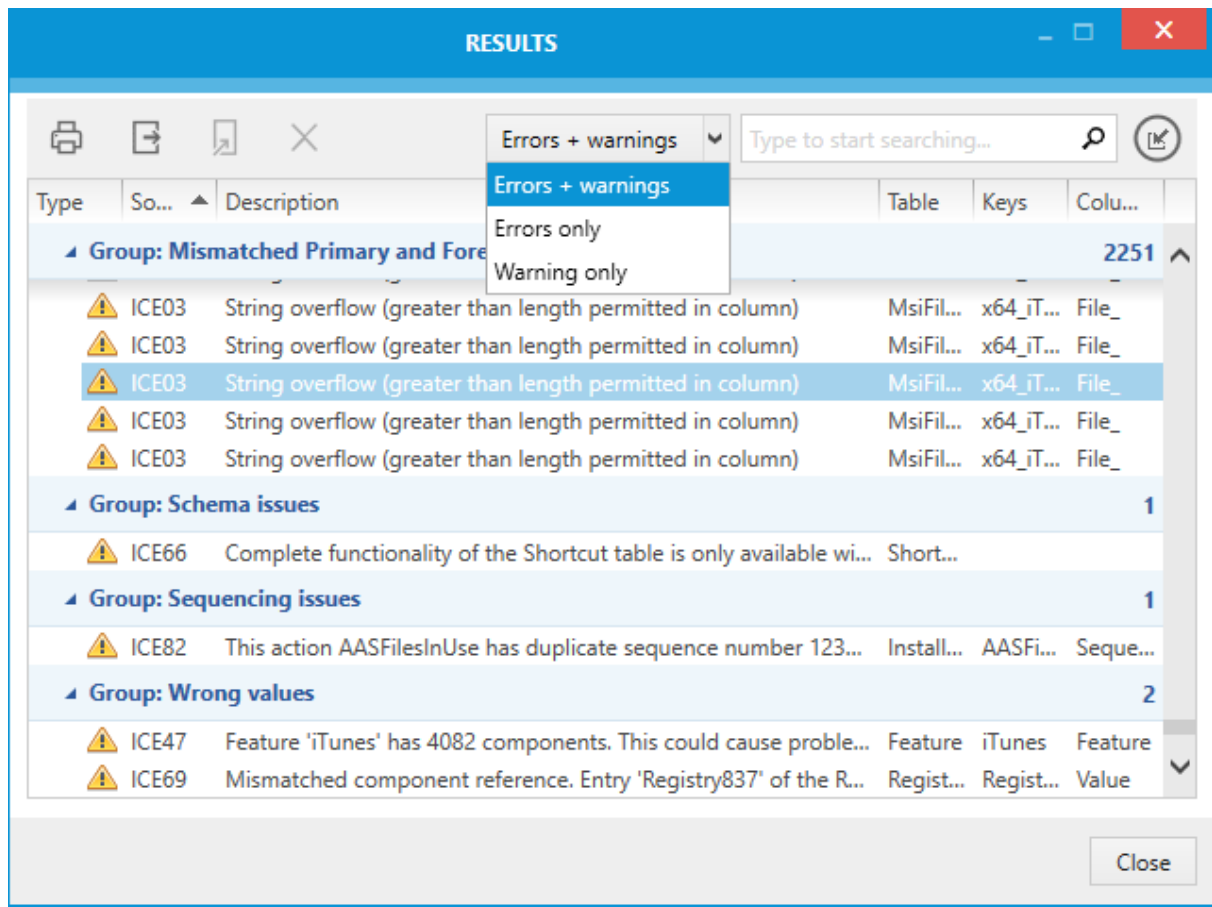 RESULTS
Errors + warnings Type to start searching...
Type So... Description Table Keys Colu...
Errors + warnings
Errors only
Warning only
Group: Mismatched Primary and Fore 2251
ICE03 String overflow (greater than length permitted in column) MsiFil... x64_iT... File_
ICE03 String overflow (greater than length permitted in column) MsiFil... x64_iT... File_
ICE03 String overflow (greater than length permitted in column) MsiFil... x64_iT... File_
ICE03 String overflow (greater than length permitted in column) MsiFil... x64_iT... File_
ICE03 String overflow (greater than length permitted in column) MsiFil... x64_iT... File_
Group: Schema issues 1
ICE66 Complete functionality of the Shortcut table is only available wi... Short...
Group: Sequencing issues 1
ICE82 This action AASFilesInUse has duplicate sequence number 123... Install... AASFi... Seque...
Group: Wrong values 2
ICE47 Feature 'iTunes' has 4082 components. This could cause proble... Feature iTunes Feature
ICE69 Mismatched component reference. Entry 'Registry837' of the R... Regist... Regist... Value
Close